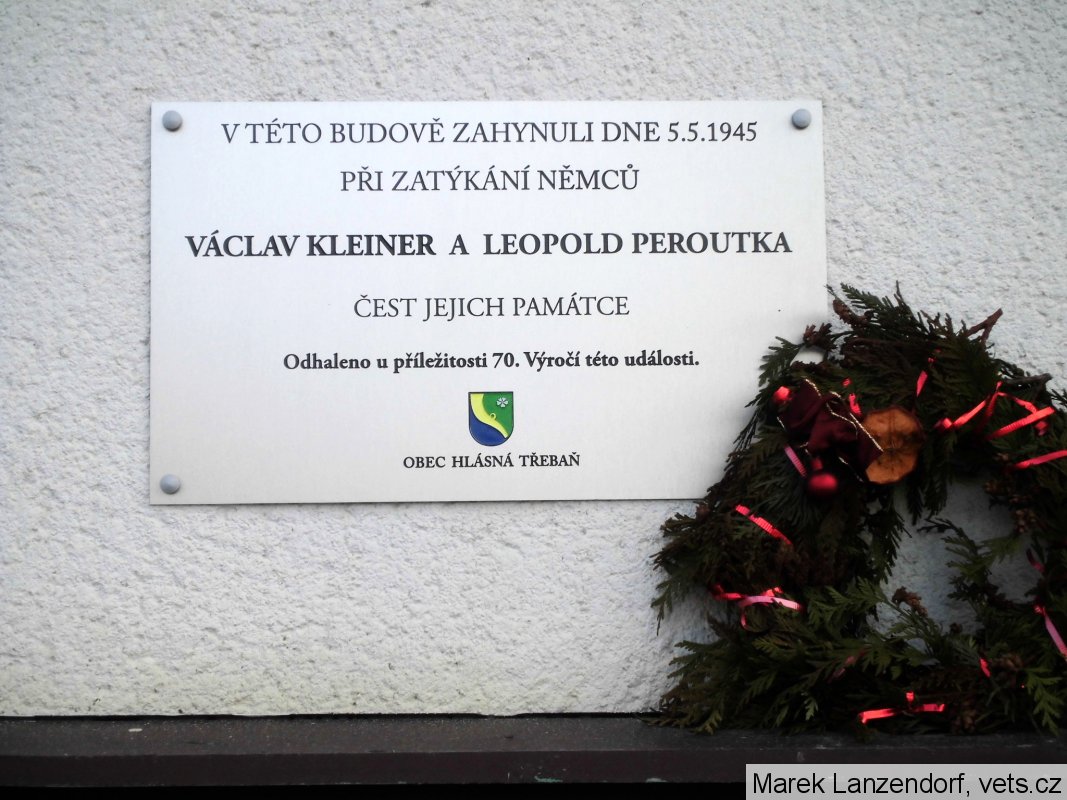 V TÉTO BUDOVĚ ZAHYNULI DNE 5.5.1945
PŘI ZATÝKÁNÍ NĚMCŮ
VÁCLAV KLEINER A LEOPOLD PEROUTKA
ČEST JEJICH PAMÁTCE
Odhaleno u příležitosti 70. Výročí této události.
OBEC HLÁSNÁ TŘEBAŇ
Marek Lanzendorf, vets.cz